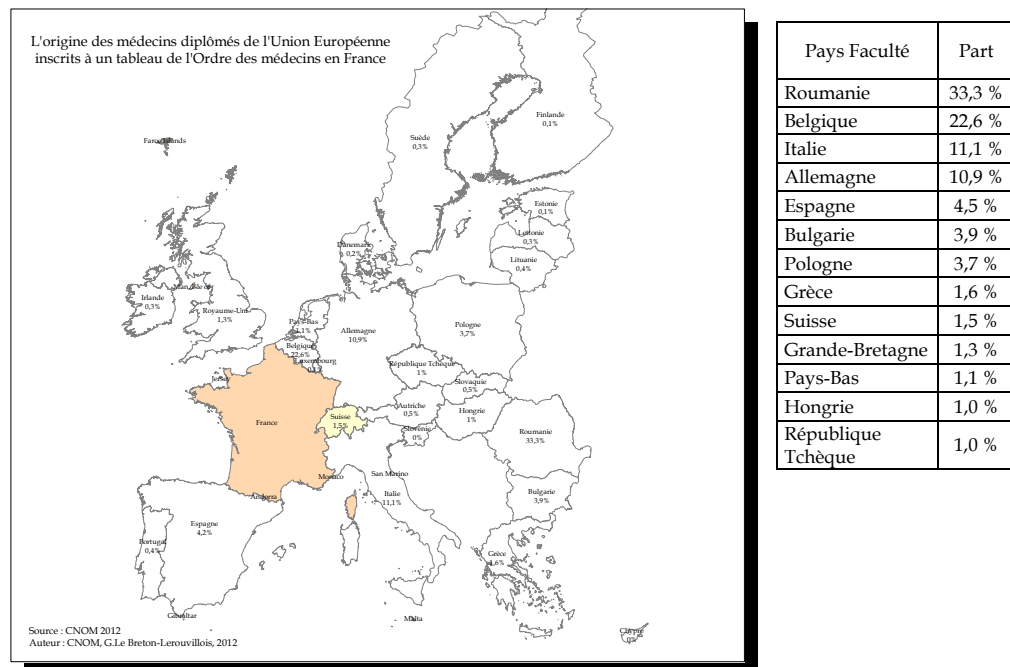 L'origine des médecins diplômés de l'Union Européenne
inscrits à un tableau de l'Ordre des médecins en France
Finlande
0,1%
Suède
0,3%
Faroe Islands
Estonie
0,1%
Lettonie
0,3%
Danemark
0,2%
Lituanie
0,4%
Irlande
0,3%
Royaume-Uni
1,3%
Pays-Bas
1,1%
Allemagne
10,9%
Pologne
3,7%
Belgique
22,6%
Luxembourg
République Tchèque
1%
Slovaquie
0,5%
Jersey
Autriche
0,5%
Hongrie
1%
France
Suisse
1,5%
Slovénie
0%
Roumanie
33,3%
Monaco
San Marino
Italie
11,1%
Bulgarie
3,9%
Andorra
Espagne
4,2%
Portugal
0,4%
Grèce
1,6%
Gibraltar
Malta
Chypre
0%
Source : CNOM 2012
Auteur : CNOM, G.Le Breton-Lerouvillois, 2012
Pays Faculté Part
Roumanie 33,3 %
Belgique 22,6 %
Italie 11,1 %
Allemagne 10,9 %
Espagne 4,5 %
Bulgarie 3,9 %
Pologne 3,7 %
Grèce 1,6 %
Suisse 1,5 %
Grande-Bretagne 1,3 %
Pays-Bas 1,1 %
Hongrie 1,0 %
République
Tchèque 1,0 %